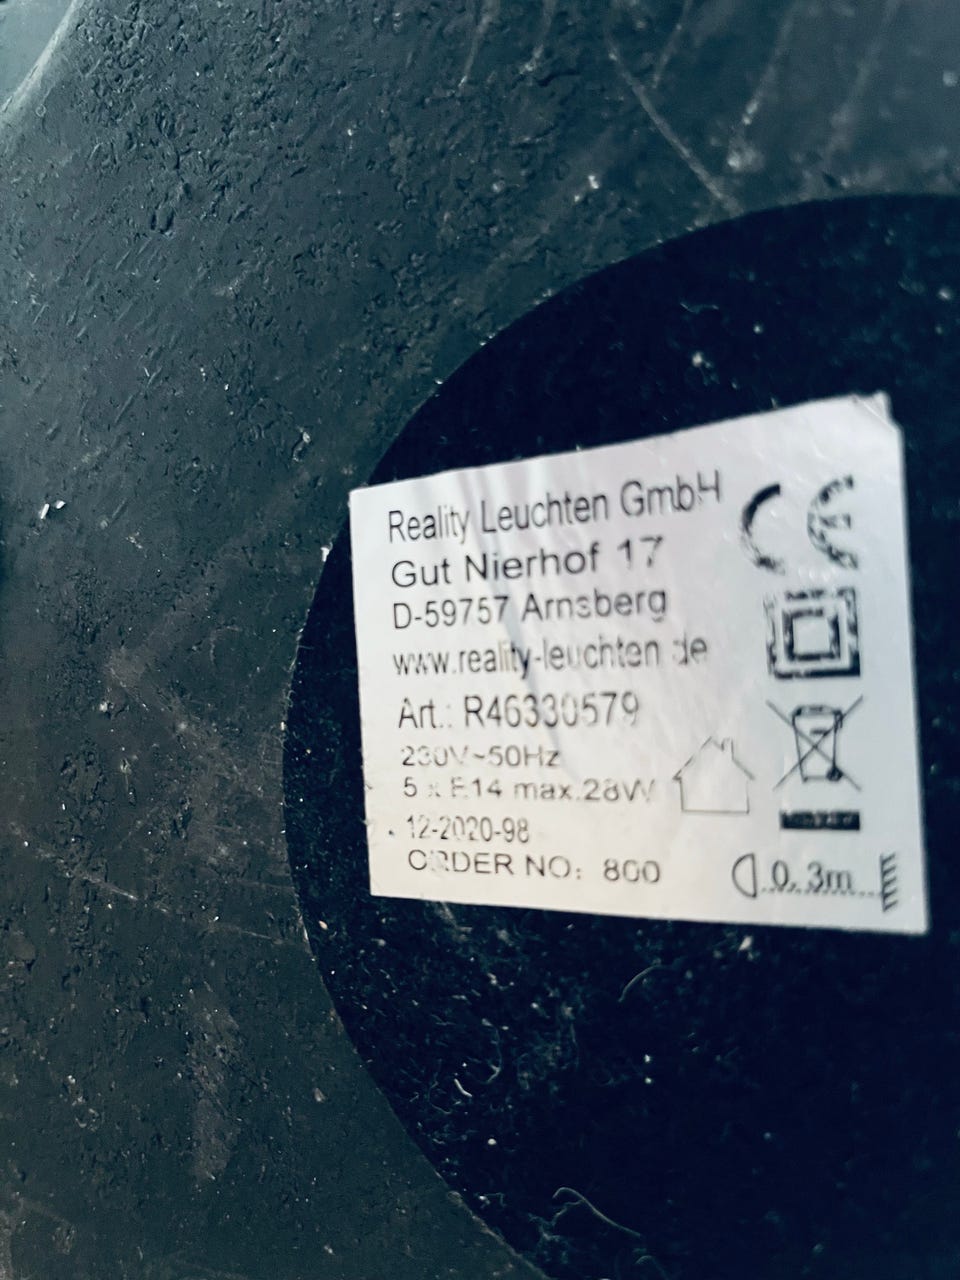 Reality Leuchten GmbH
Gut Nierhof 17
D-59757 Arnsberg
www.reality-leuchten.de
Art.: R46330579
230V~50Hz
5 x E14 max.28W
12-2020-98
ORDER NO: 800
CE
0.3m